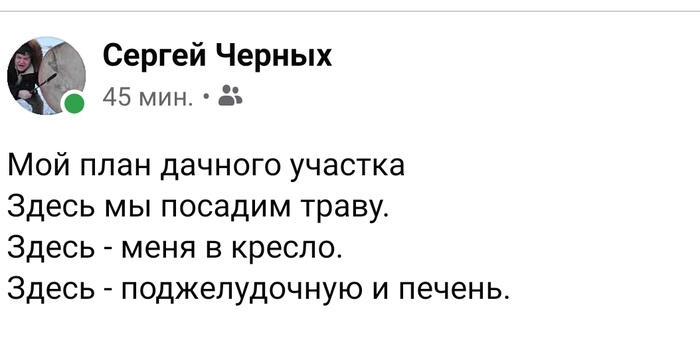 Сергей Черных
45 мин. •
Мой план дачного участка
Здесь мы посадим траву.
Здесь - меня в кресло.
Здесь - поджелудочную и печень.